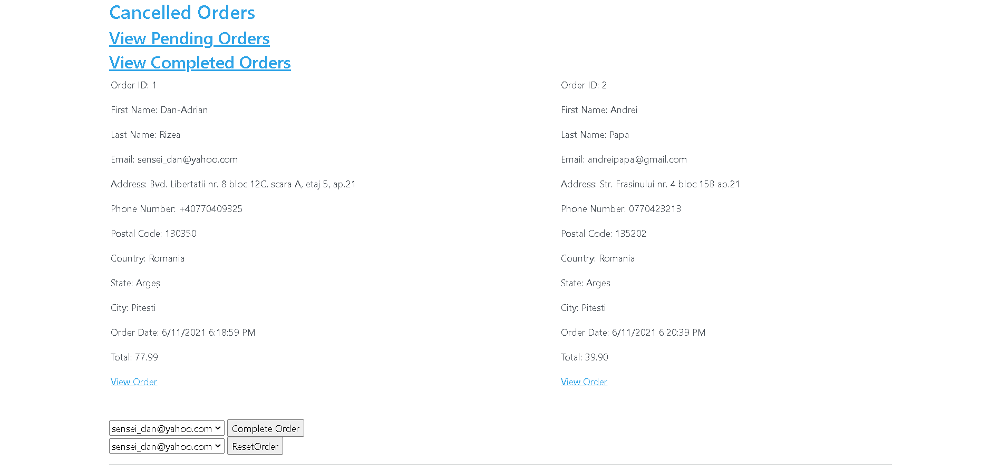 Cancelled Orders
View Pending Orders
View Completed Orders
Order ID: 1
First Name: Dan-Adrian
Last Name: Rizea
Email: sensei_dan@yahoo.com
Address: Bvd. Libertatii nr. 8 bloc 12C, scara A, etaj 5, ap.21
Phone Number: +40770409325
Postal Code: 130350
Country: Romania
State: Argeș
City: Pitesti
Order Date: 6/11/2021 6:18:59 PM
Total: 77.99
View Order
Order ID: 2
First Name: Andrei
Last Name: Papa
Email: andreipapa@gmail.com
Address: Str. Frasinului nr. 4 bloc 15B ap.21
Phone Number: 0770423213
Postal Code: 135202
Country: Romania
State: Arges
City: Pitesti
Order Date: 6/11/2021 6:20:39 PM
Total: 39.90
View Order
sensei_dan@yahoo.com Complete Order
sensei_dan@yahoo.com ResetOrder